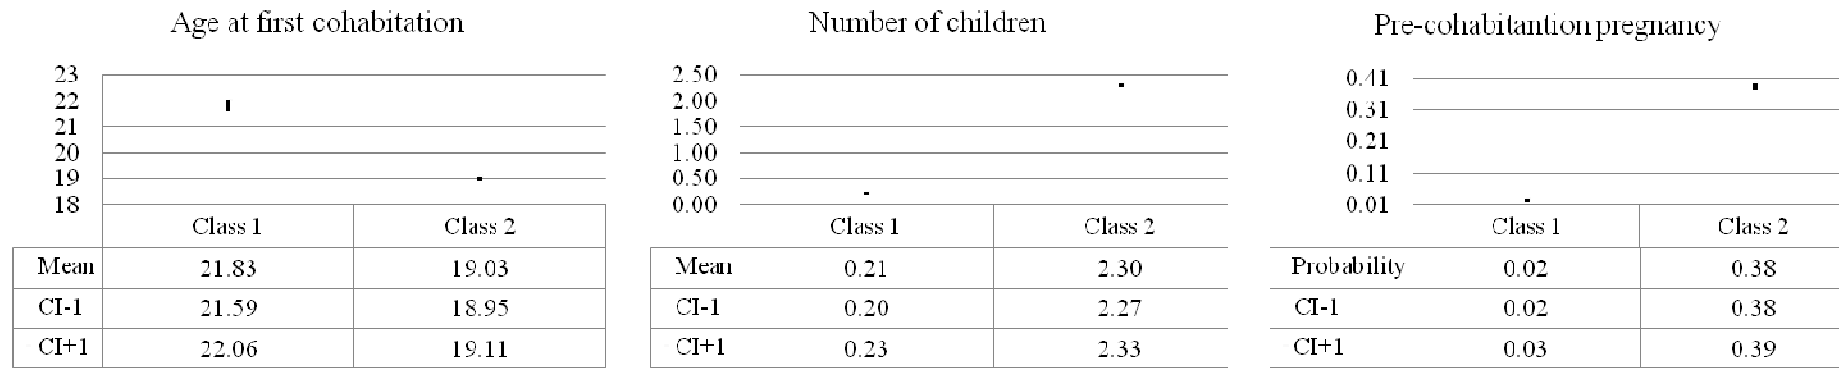 Age at first cohabitation
23
22
21
20
19
18
Class 1 Class 2
Mean 21.83 19.03
CI-1 21.59 18.95
CI+1 22.06 19.11
Number of children
2.50
2.00
1.50
1.00
0.50
0.00
Class 1 Class 2
Mean 0.21 2.30
CI-1 0.20 2.27
CI+1 0.23 2.33
Pre-cohabitantion pregnancy
0.41
0.31
0.21
0.11
0.01
Class 1 Class 2
Probability 0.02 0.38
CI-1 0.02 0.38
CI+1 0.03 0.39